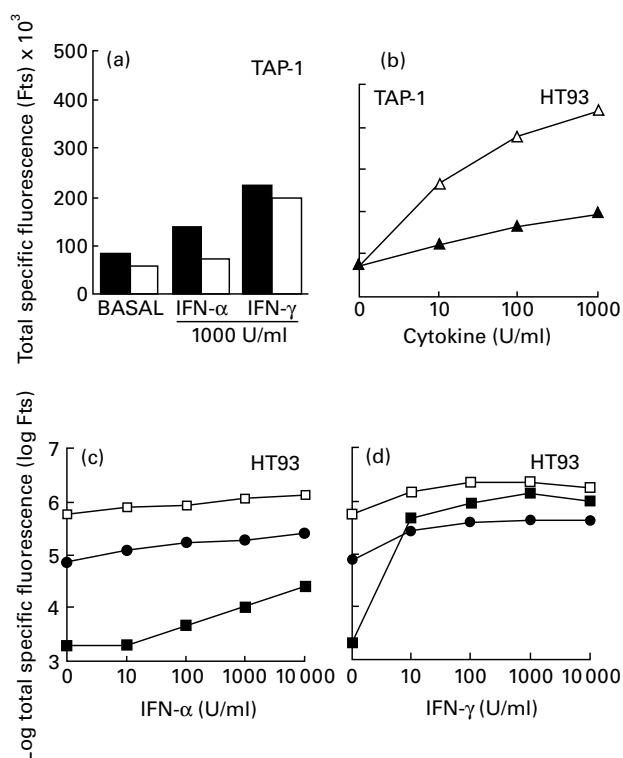 Total specific fluorescence (Fts) x 10³
500
400
300
200
100
0
(a)
TAP-1
BASAL IFN-α IFN-γ
1000 U/ml
(b)
TAP-1 HT93
0 10 100 1000
Cytokine (U/ml)
Log total specific fluorescence (log Fts)
7
6
5
4
3
(c)
HT93
0 10 100 1000 10 000
IFN-α (U/ml)
(d)
HT93
0 10 100 1000 10 000
IFN-γ (U/ml)